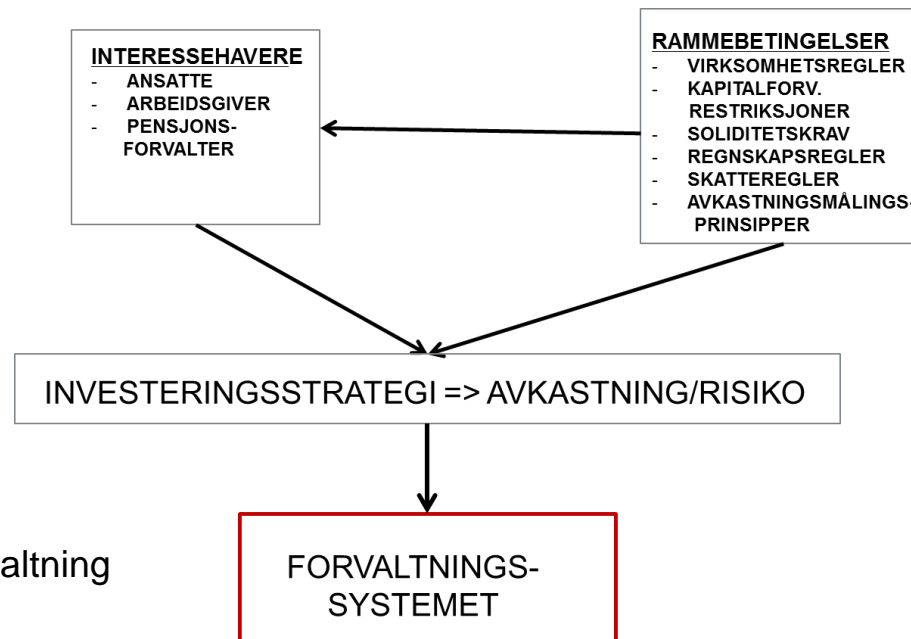 INTERESSEHAVERE
- ANSATTE
- ARBEIDSGIVER
- PENSJONS-
FORVALTER
RAMMEBETINGELSER
- VIRKSOMHETSREGLER
- KAPITALFORV.
RESTRIKSJONER
- SOLIDITETSKRAV
- REGNSKAPSREGLER
- SKATTEREGLER
- AVKASTNINGSMÅLINGS-
PRINSIPPER
INVESTERINGSSTRATEGI => AVKASTNING/RISIKO
altning
FORVALTNINGS-
SYSTEMET